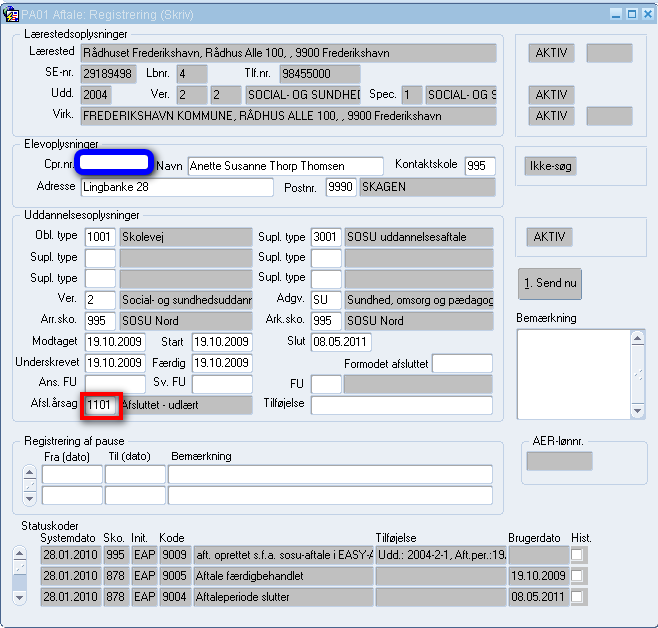 PA01 Aftale: Registrering (Skriv)
Lærestedsoplysninger
Lærested Rådhuset Frederikshavn, Rådhus Alle 100, , 9900 Frederikshavn AKTIV
SE-nr. 29189498 Lbnr. 4 Tlf.nr. 98455000
Udd. 2004 Ver. 2 2 SOCIAL- OG SUNDHE Spec. 1 SOCIAL- OG S AKTIV
Virk. FREDERIKSHAVN KOMMUNE, RÅDHUS ALLE 100, , 9900 Frederikshavn AKTIV
Elevoplysninger
Cpr.nr. Navn Anette Susanne Thorp Thomsen Kontaktskole 995 Ikke-søg
Adresse Lingbanke 28 Postnr. 9990 SKAGEN
Uddannelsesoplysninger
Obl. type 1001 Skolevej Supl. type 3001 SOSU uddannelsesaftale AKTIV
Supl. type Supl. type
Supl. type Supl. type
1. Send nu
Ver. 2 Social- og sundhedsuddanr Adgv. SU Sundhed, omsorg og pædagog
Arr.sko. 995 SOSU Nord Ark.sko. 995 SOSU Nord Bemærkning
Modtaget 19.10.2009 Start 19.10.2009 Slut 08.05.2011
Underskrevet 19.10.2009 Færdig 19.10.2009 Formodet afsluttet
Ans. FU Sv. FU FU
Afsl.årsag 1101 Afsluttet - udlært Tilføjelse
Registrering af pause AER-lønnr.
Fra (dato) Til (dato) Bemærkning
Statuskoder
Systemdato Sko. Init. Kode Tilføjelse Brugerdato Hist.
28.01.2010 995 EAP 9009 aft. oprettet s.f.a. sosu-aftale i EASY-A Udd.: 2004-2-1, Aft.per.:19.
28.01.2010 878 EAP 9005 Aftale færdigbehandlet 19.10.2009
28.01.2010 878 EAP 9004 Aftaleperiode slutter 08.05.2011